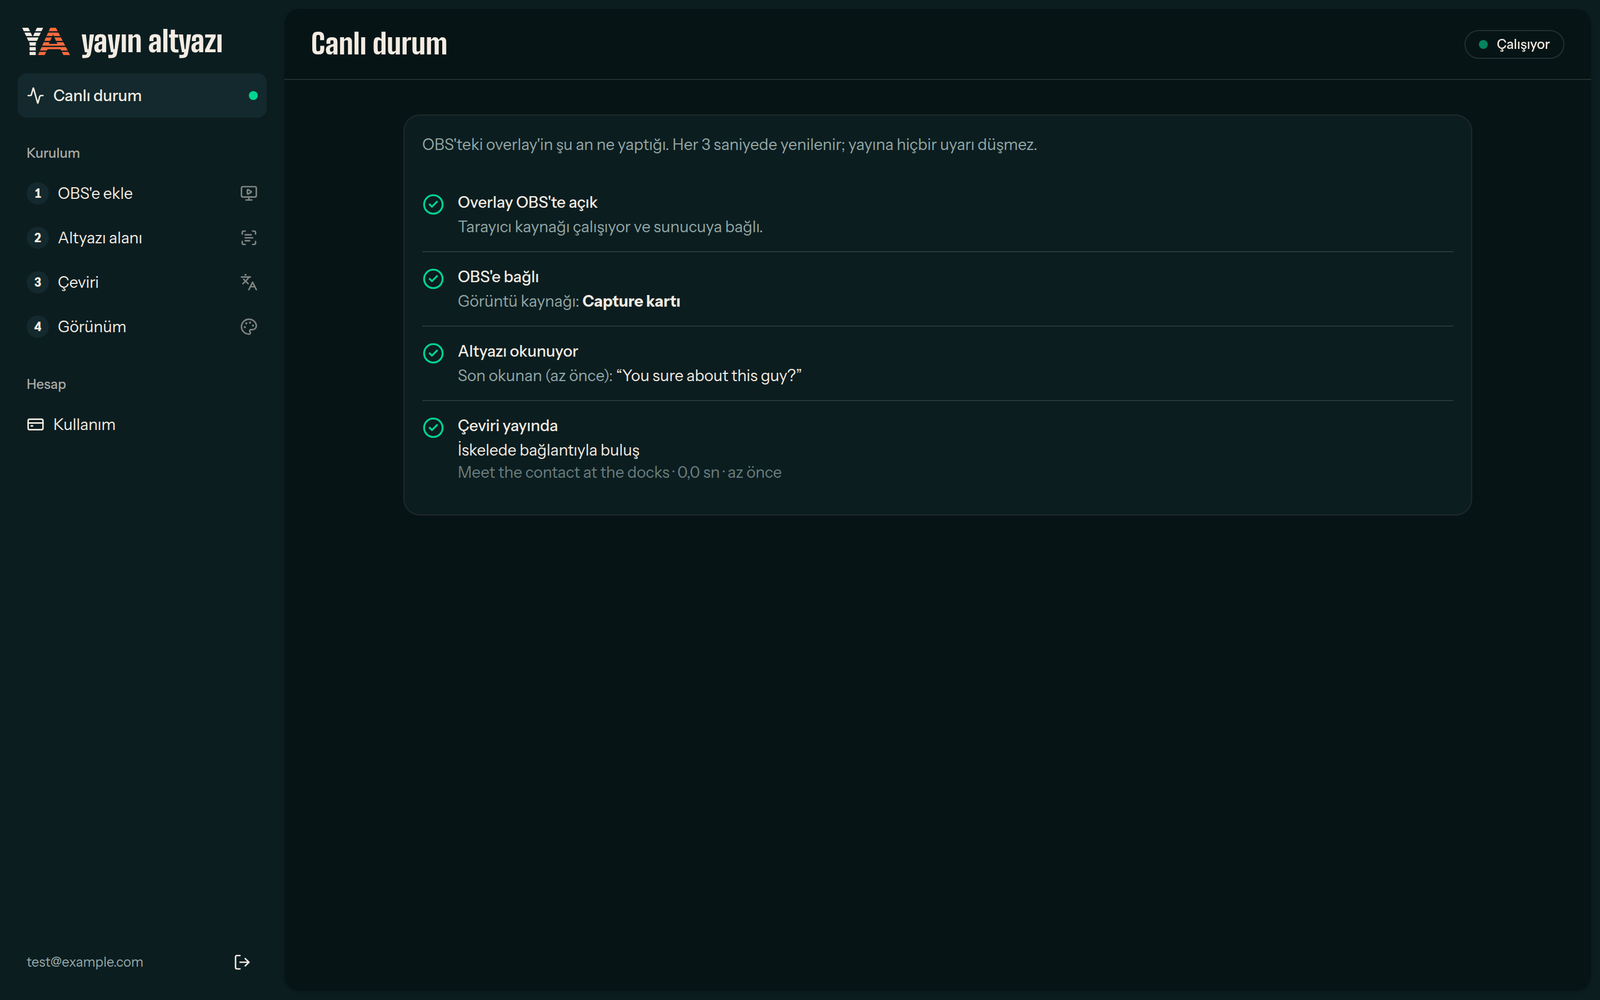 YA yayın altyazı
Canlı durum
Kurulum
1 OBS'e ekle
2 Altyazı alanı
3 Çeviri
4 Görünüm
Hesap
Kullanım
test@example.com
Canlı durum
Çalışıyor
OBS'teki overlay'in şu an ne yaptığı. Her 3 saniyede yenilenir; yayına hiçbir uyarı düşmez.
Overlay OBS'te açık
Tarayıcı kaynağı çalışıyor ve sunucuya bağlı.
OBS'e bağlı
Görüntü kaynağı: Capture kartı
Altyazı okunuyor
Son okunan (az önce): “You sure about this guy?”
Çeviri yayında
İskelede bağlantıyla buluş
Meet the contact at the docks · 0,0 sn · az önce